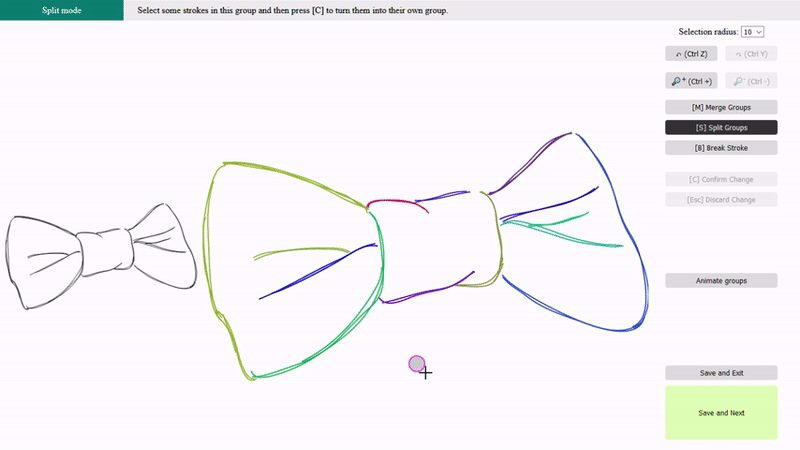 Split mode
Select some strokes in this group and then press [C] to turn them into their own group.
Selection radius: 10
(Ctrl Z)
(Ctrl Y)
(Ctrl +)
(Ctrl -)
[M] Merge Groups
[S] Split Groups
[B] Break Stroke
[C] Confirm Change
[Esc] Discard Change
Animate groups
Save and Exit
Save and Next